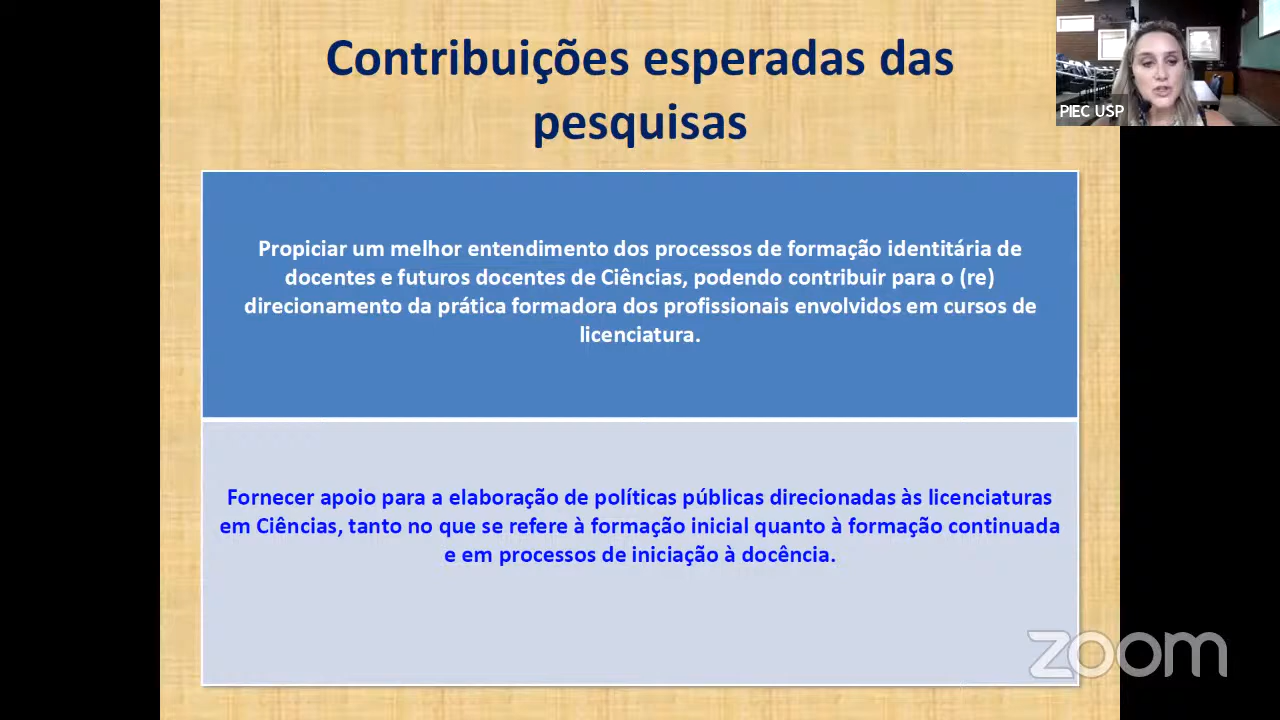 Contribuições esperadas das
pesquisas
PIEC USP
Propiciar um melhor entendimento dos processos de formação identitária de
docentes e futuros docentes de Ciências, podendo contribuir para o (re)
direcionamento da prática formadora dos profissionais envolvidos em cursos de
licenciatura.
Fornecer apoio para a elaboração de políticas públicas direcionadas às licenciaturas
em Ciências, tanto no que se refere à formação inicial quanto à formação continuada
e em processos de iniciação à docência.
zoom